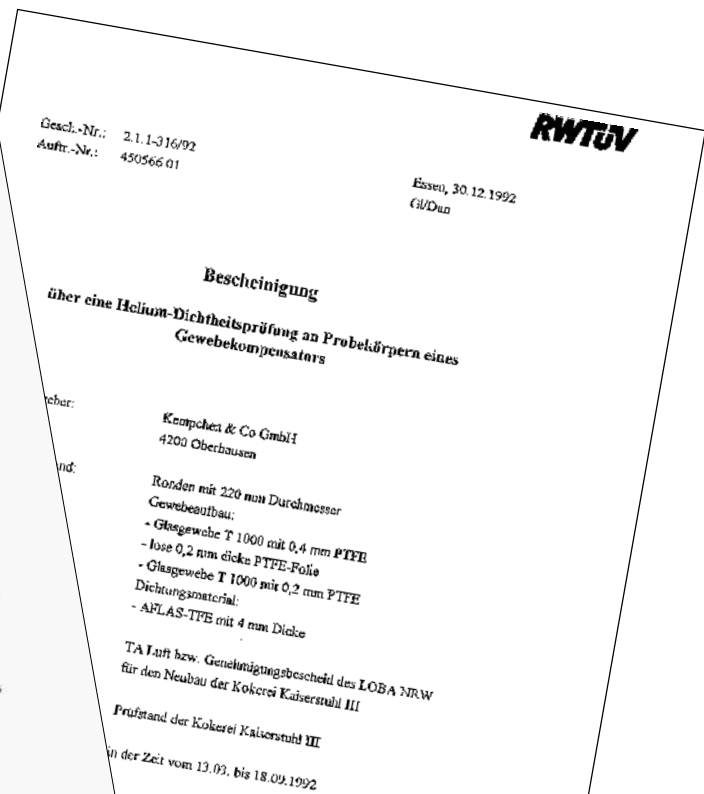 RWTÜV
Gesch.-Nr.: 2.1.1-316/92
Auftr.-Nr.: 450566 01
Essen, 30.12.1992
Gl/Dun
Bescheinigung
über eine Helium-Dichtheitsprüfung an Probekörpern eines
Gewebekompensators
eber:
Kempchen & Co GmbH
4200 Oberhausen
nd:
Ronden mit 220 mm Durchmesser
Gewebeaufbau:
- Glasgewebe T 1000 mit 0,4 mm PTFE
- lose 0,2 mm dicke PTFE-Folie
- Glasgewebe T 1000 mit 0,2 mm PTFE
Dichtungsmaterial:
- AFLAS-TFE mit 4 mm Dicke
TA Luft bzw. Genehmigungsbescheid des LOBA NRW
für den Neubau der Kokerei Kaiserstuhl III
Prüfstand der Kokerei Kaiserstuhl III
in der Zeit vom 13.03. bis 18.09.1992